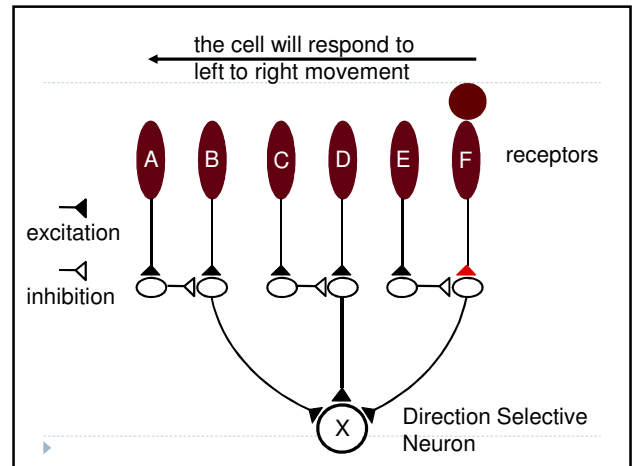 the cell will respond to
left to right movement
A B C D E F
receptors
excitation
inhibition
X
Direction Selective
Neuron